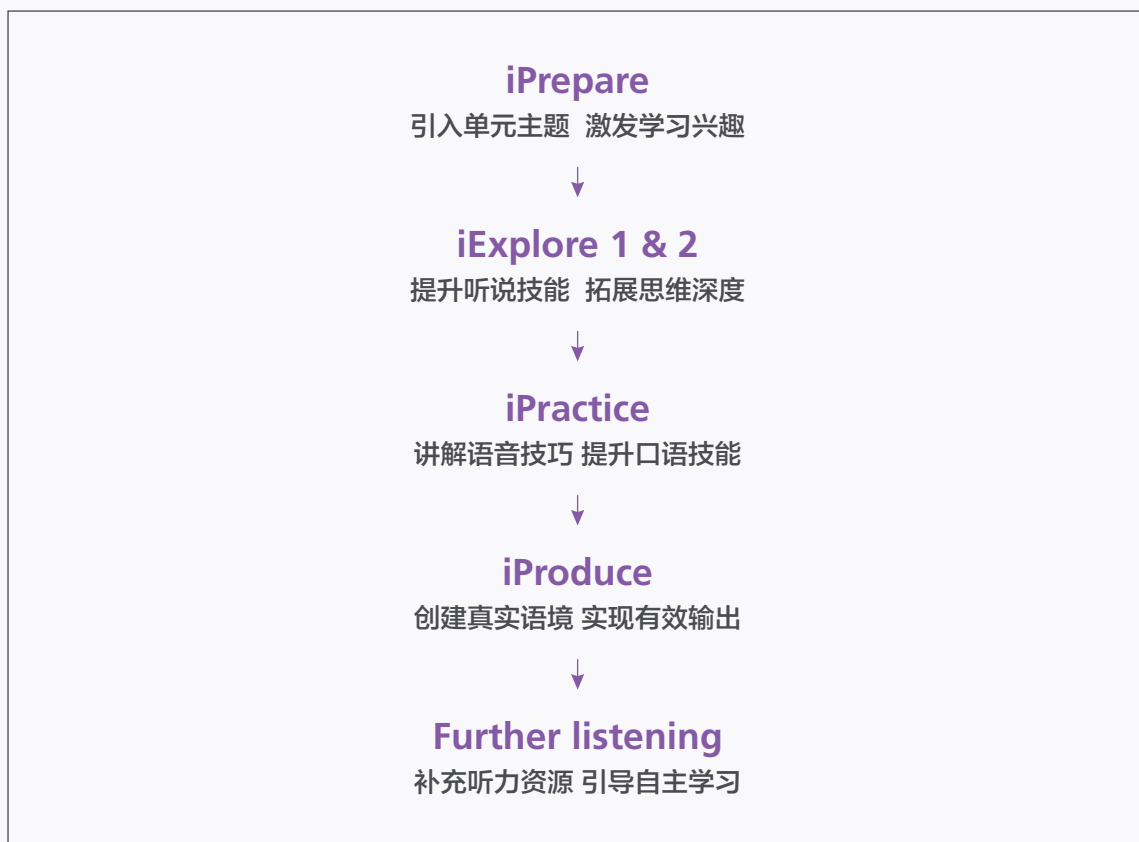 iPrepare
引入单元主题 激发学习兴趣
iExplore 1 & 2
提升听说技能 拓展思维深度
iPractice
讲解语音技巧 提升口语技能
iProduce
创建真实语境 实现有效输出
Further listening
补充听力资源 引导自主学习